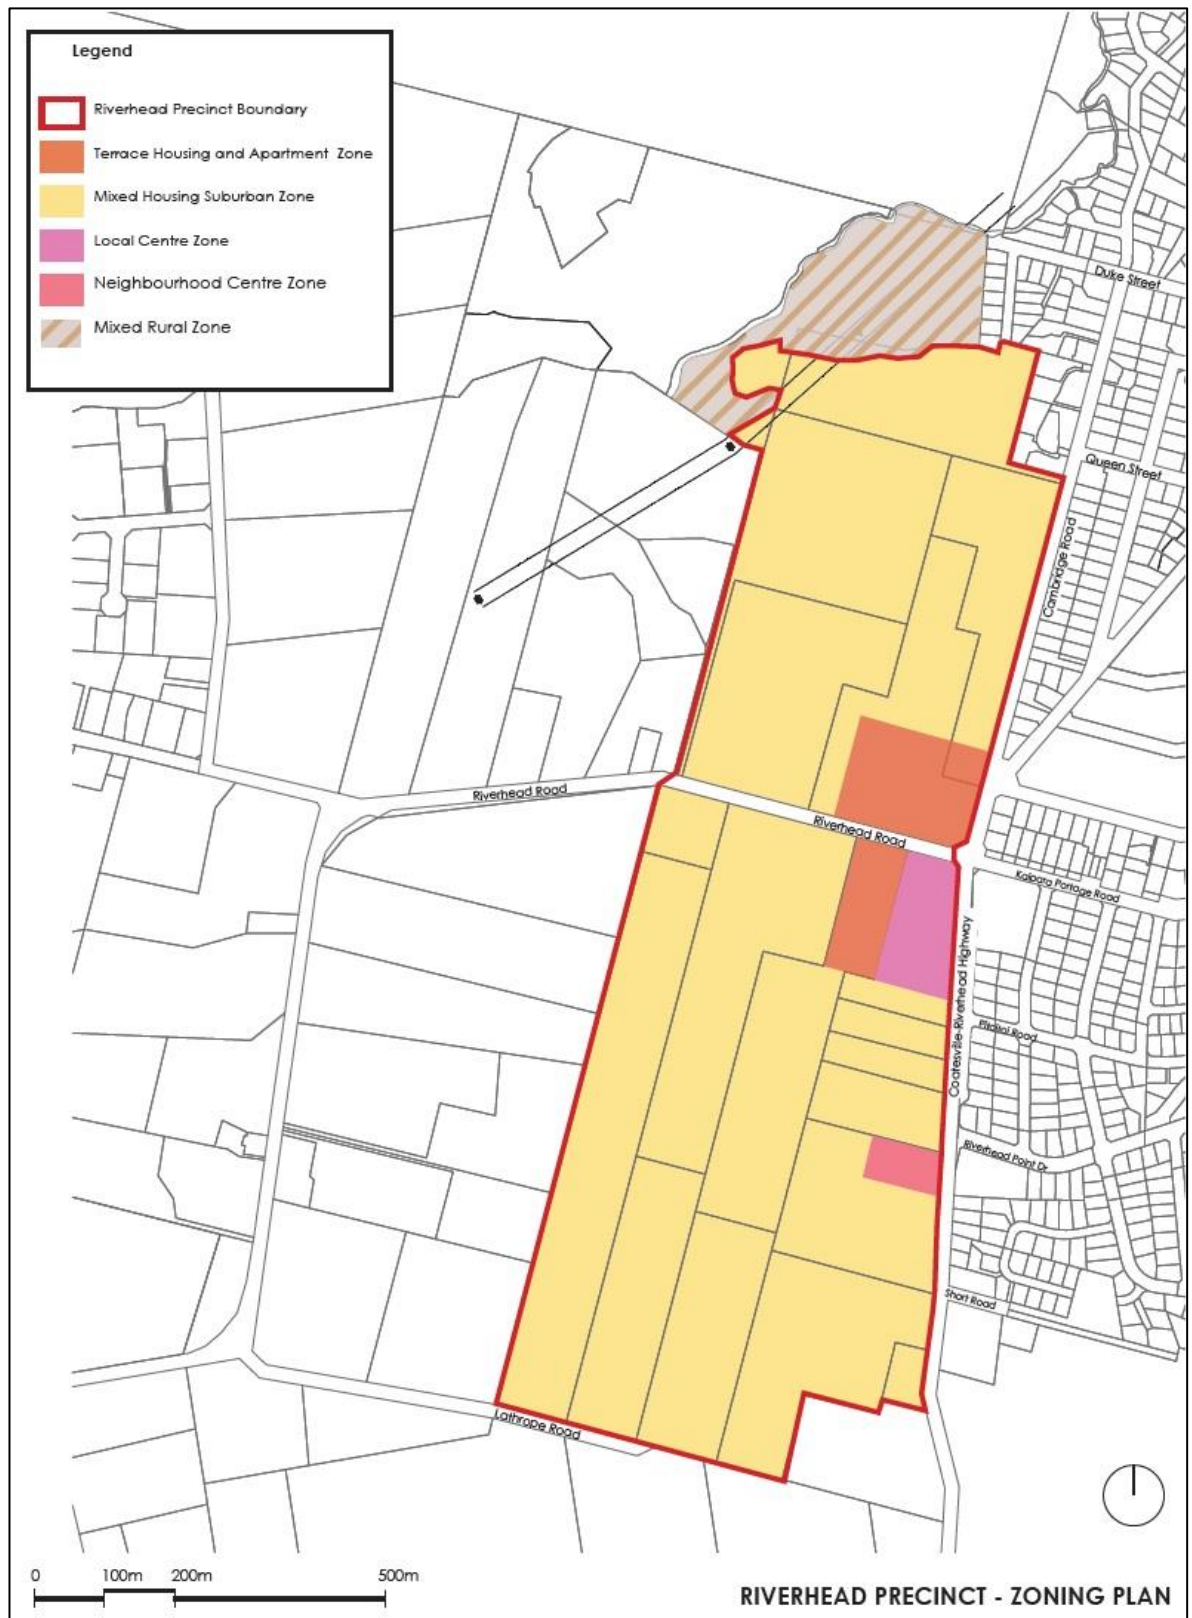 Legend
Riverhead Precinct Boundary
Terrace Housing and Apartment Zone
Mixed Housing Suburban Zone
Local Centre Zone
Neighbourhood Centre Zone
Mixed Rural Zone
Duke Street
Queen Street
Cambridge Road
Riverhead Road
Riverhead Road
Kaipara Portage Road
Coatesville-Riverhead Highway
Road
Riverhead Point Dr
Short Road
Lathrope Road
0 100m 200m 500m
RIVERHEAD PRECINCT - ZONING PLAN